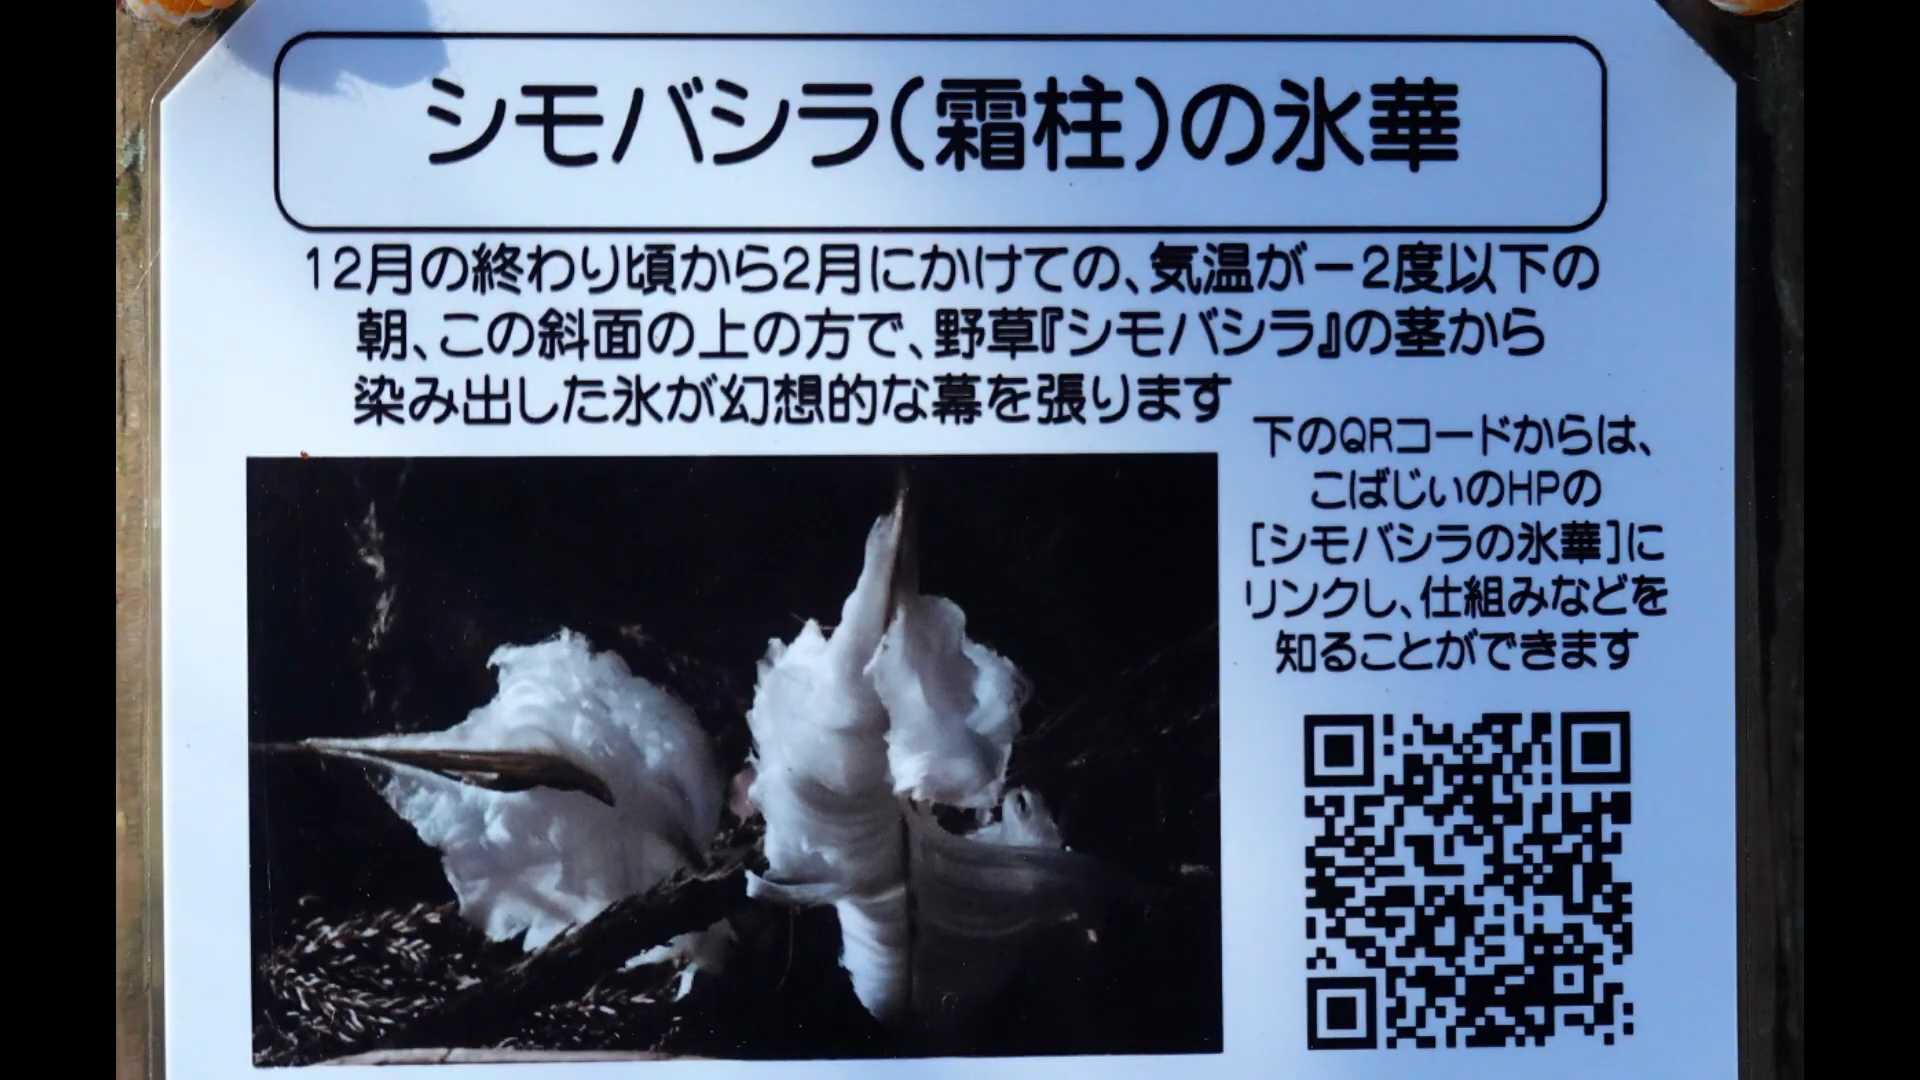 シモバシラ(霜柱)の氷華
12月の終わり頃から2月にかけての、気温が－2度以下の
朝、この斜面の上の方で、野草『シモバシラ』の茎から
染み出した氷が幻想的な幕を張ります
下のQRコードからは、
こばじぃのHPの
[シモバシラの氷華]に
リンクし、仕組みなどを
知ることができます